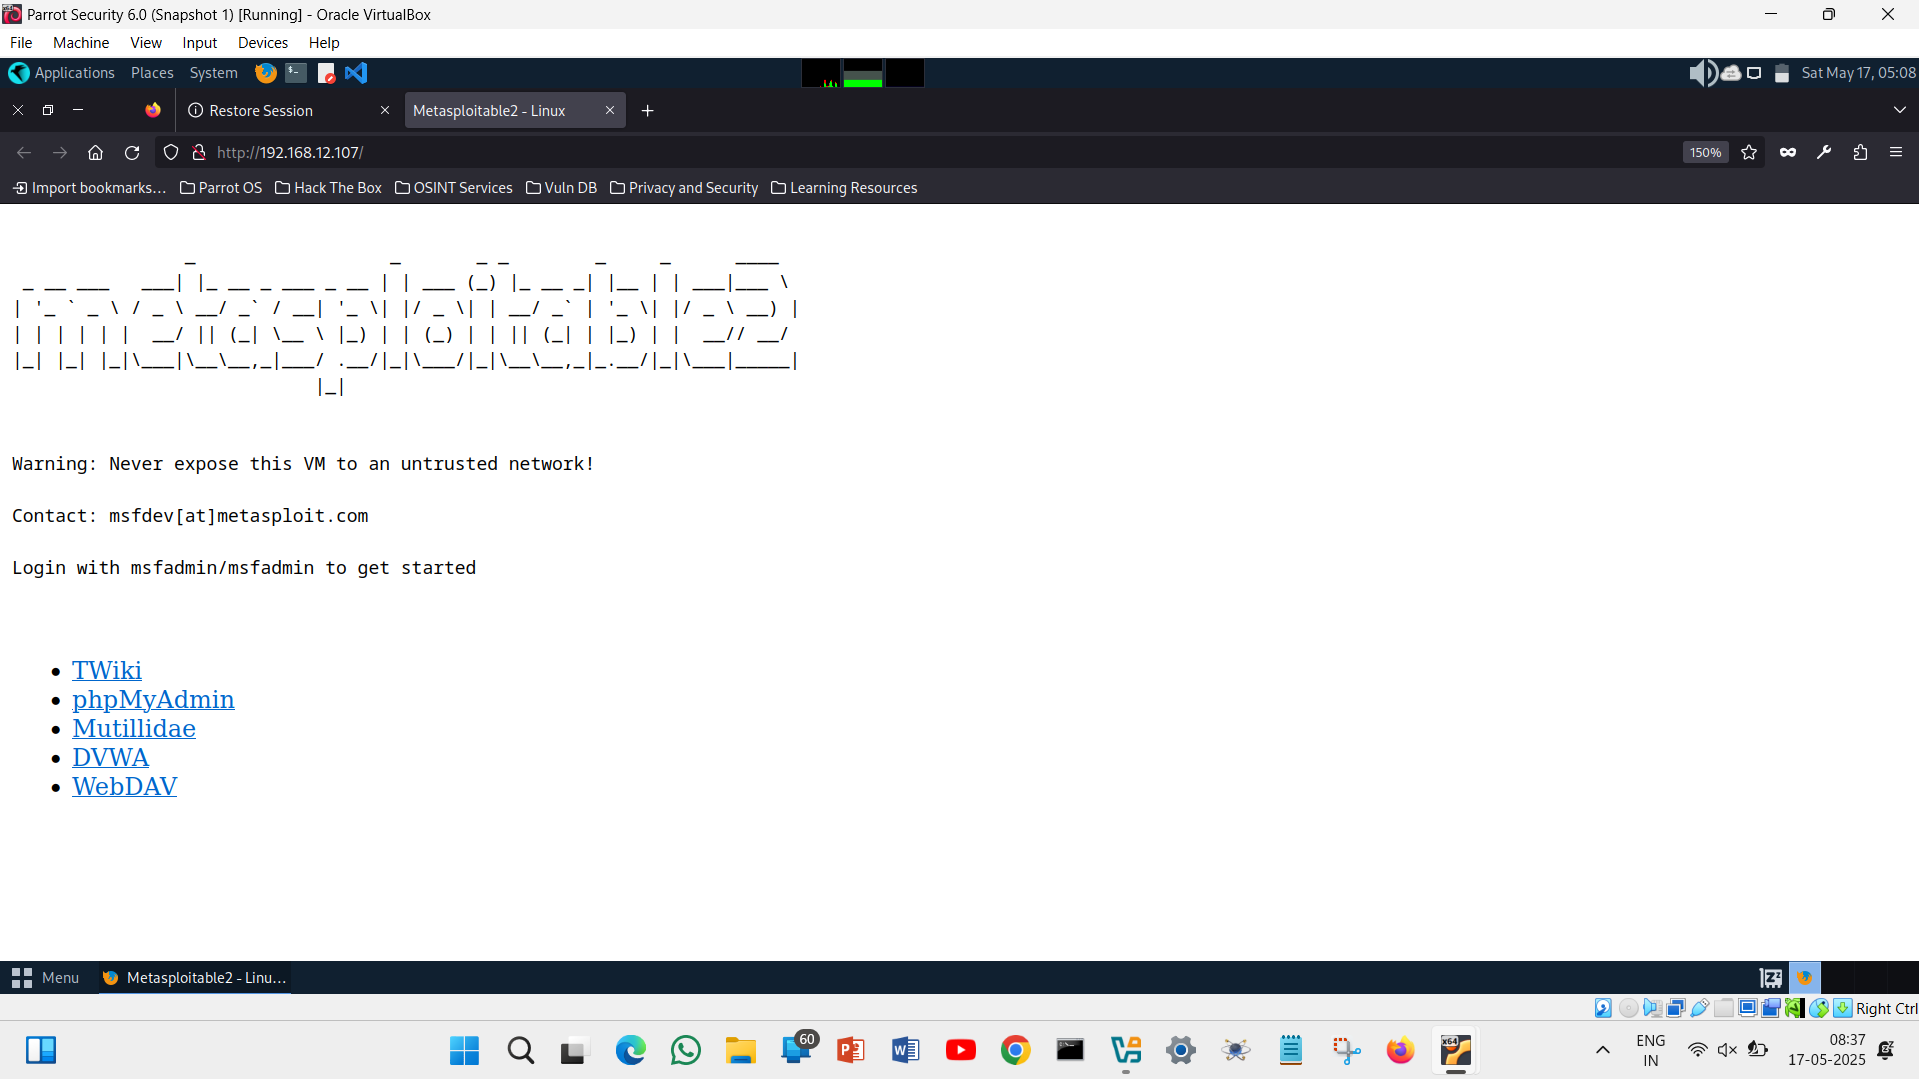 Parrot Security 6.0 (Snapshot 1) [Running] - Oracle VirtualBox
File Machine View Input Devices Help
Applications Places System Sat May 17, 05:08
Restore Session Metasploitable2 - Linux
http://192.168.12.107/ 150%
Import bookmarks... Parrot OS Hack The Box OSINT Services Vuln DB Privacy and Security Learning Resources
                _                  _       _ _        _     _      ____
 _ __ ___   ___| |_ __ _ ___ _ __ | | ___ (_) |_ __ _| |__ | | ___|___ \
| '_ ` _ \ / _ \ __/ _` / __| '_ \| |/ _ \| | __/ _` | '_ \| |/ _ \ __) |
| | | | | |  __/ || (_| \__ \ |_) | | (_) | | || (_| | |_) | |  __// __/
|_| |_| |_|\___|\__\__,_|___/ .__/|_|\___/|_|\__\__,_|_.__/|_|\___|_____|
                            |_|
Warning: Never expose this VM to an untrusted network!
Contact: msfdev[at]metasploit.com
Login with msfadmin/msfadmin to get started
TWiki
phpMyAdmin
Mutillidae
DVWA
WebDAV
Menu Metasploitable2 - Linu...
Right Ctrl
60
ENG
IN
08:37
17-05-2025